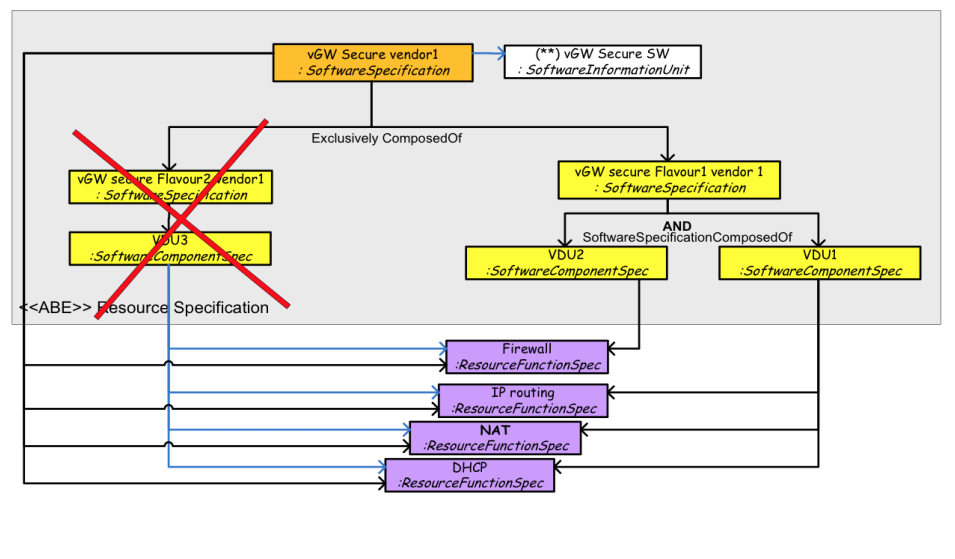 vGW Secure vendor1
: SoftwareSpecification
(**) vGW Secure SW
: SoftwareInformationUnit
Exclusively ComposedOf
vGW secure Flavour2 vendor1
: SoftwareSpecification
vGW secure Flavour1 vendor 1
: SoftwareSpecification
AND
SoftwareSpecificationComposedOf
VDU3
:SoftwareComponentSpec
VDU2
:SoftwareComponentSpec
VDU1
:SoftwareComponentSpec
<<ABE>> Resource Specification
Firewall
:ResourceFunctionSpec
IP routing
:ResourceFunctionSpec
NAT
:ResourceFunctionSpec
DHCP
:ResourceFunctionSpec